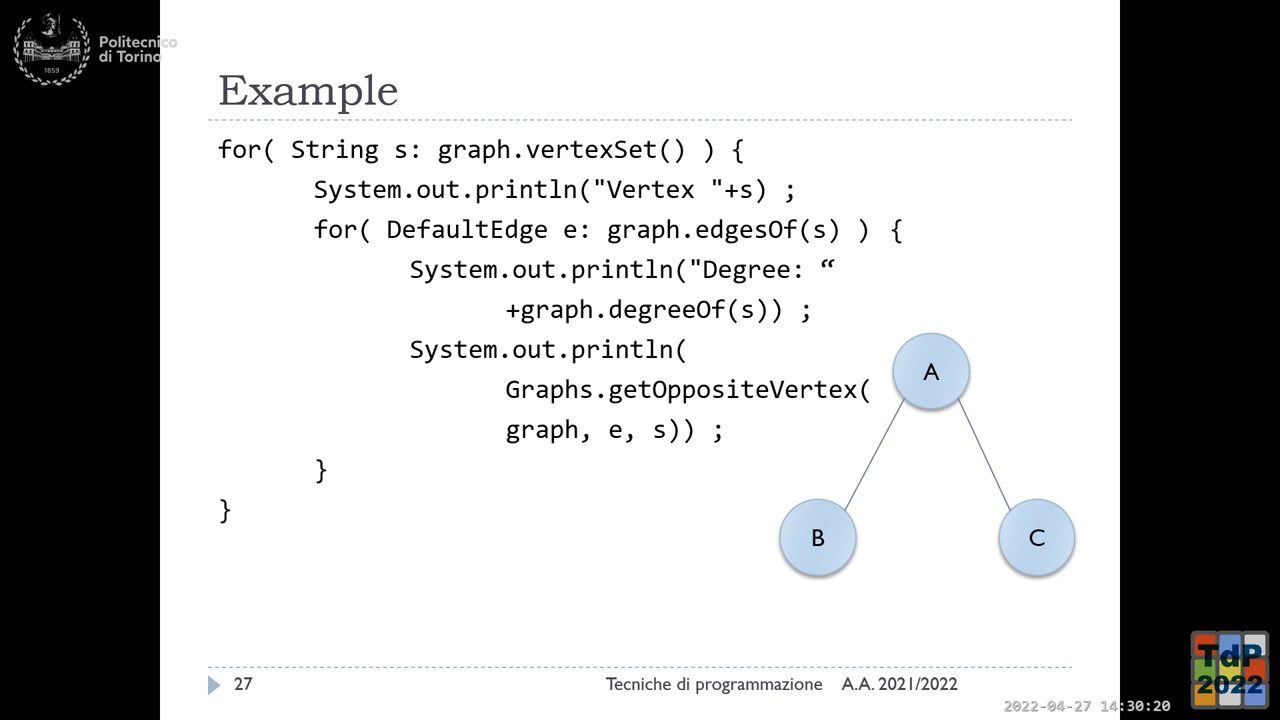 Politecnico
di Torino
1859
Example
for( String s: graph.vertexSet() ) {
System.out.println("Vertex "+s) ;
for( DefaultEdge e: graph.edgesOf(s) ) {
System.out.println("Degree: “
+graph.degreeOf(s)) ;
System.out.println(
Graphs.getOppositeVertex(
graph, e, s)) ;
}
}
A
B
C
27
Tecniche di programmazione A.A. 2021/2022
TdP
2022
2022-04-27 14:30:20